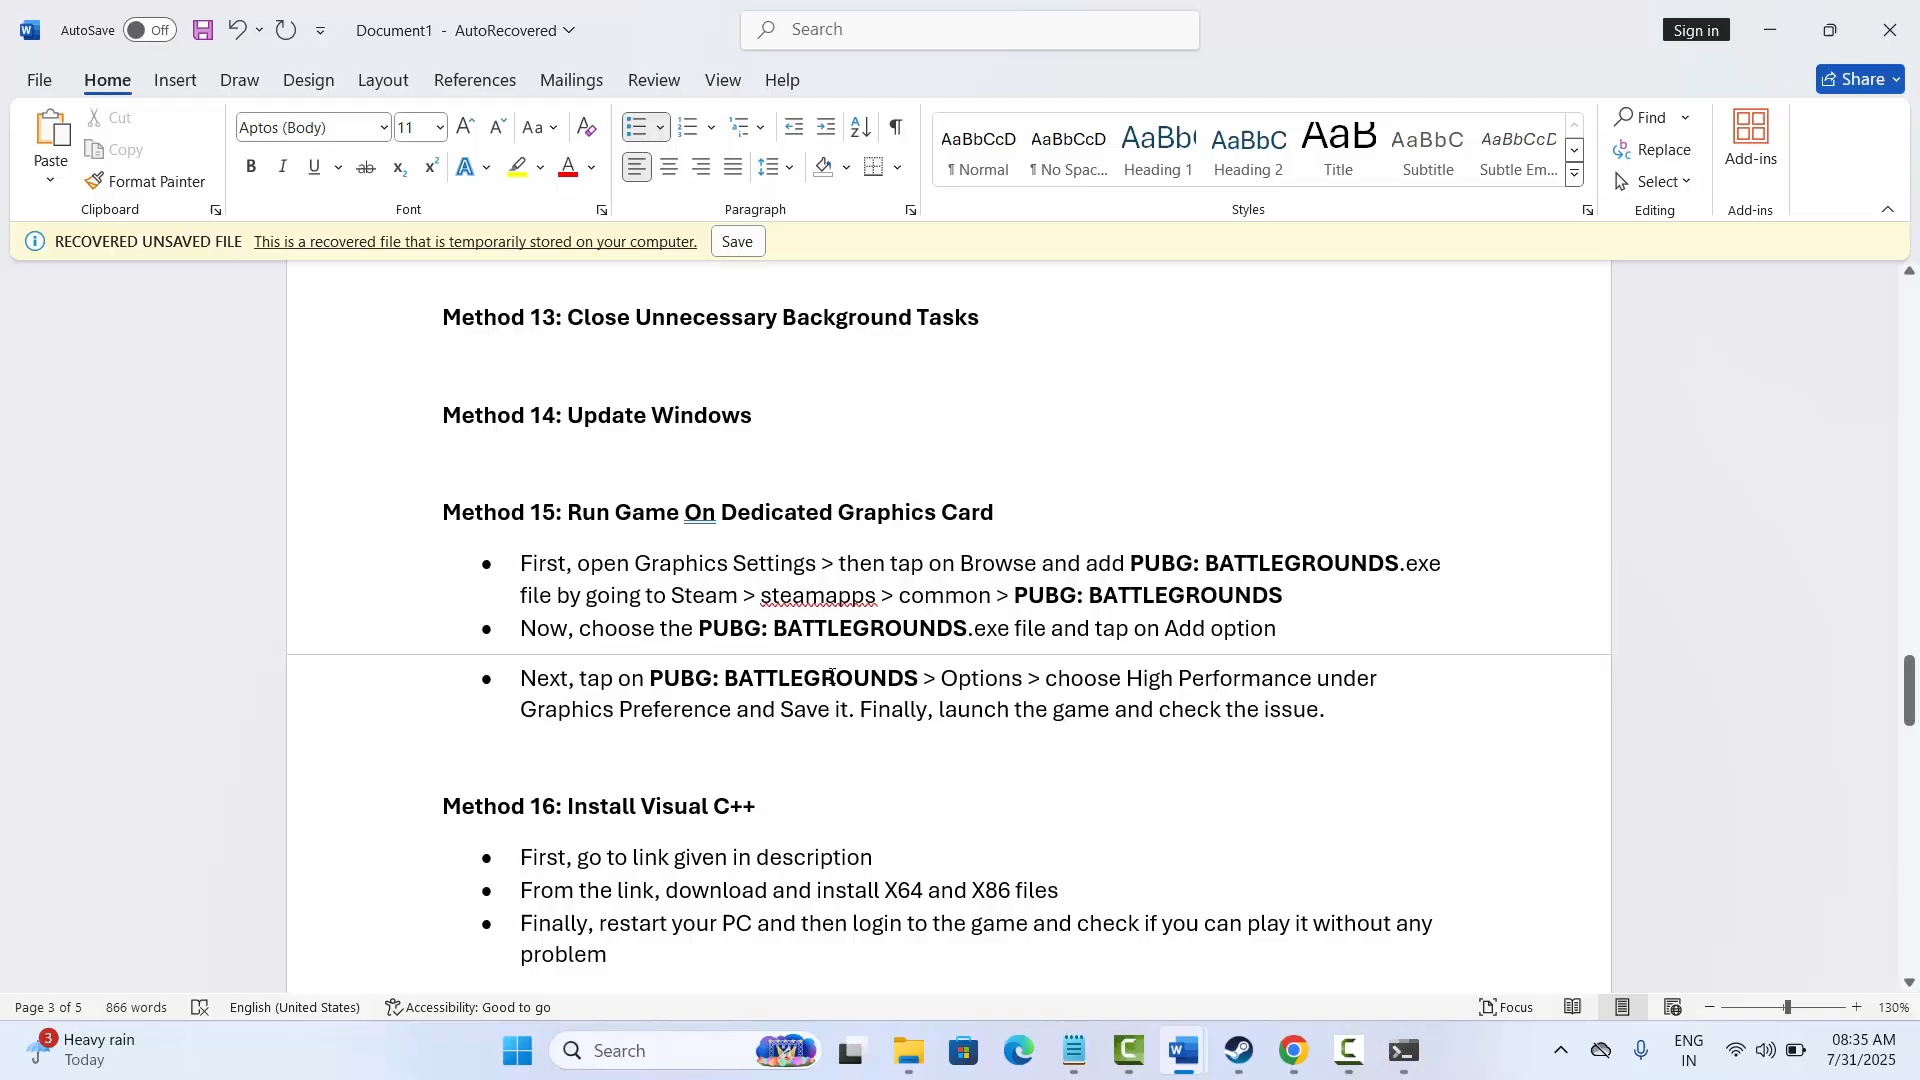 AutoSave Off Document1 - AutoRecovered Search Sign in
File Home Insert Draw Design Layout References Mailings Review View Help Share
Paste Cut Copy Format Painter
Aptos (Body) 11
AaBbCcD AaBbCcD AaBb( AaBbC AaB AaBbC AaBbCcD
¶ Normal ¶ No Spac... Heading 1 Heading 2 Title Subtitle Subtle Em...
Find
Replace
Select
Add-ins
Clipboard Font Paragraph Styles Editing Add-ins
RECOVERED UNSAVED FILE This is a recovered file that is temporarily stored on your computer. Save
Method 13: Close Unnecessary Background Tasks
Method 14: Update Windows
Method 15: Run Game On Dedicated Graphics Card
• First, open Graphics Settings > then tap on Browse and add PUBG: BATTLEGROUNDS.exe
file by going to Steam > steamapps > common > PUBG: BATTLEGROUNDS
• Now, choose the PUBG: BATTLEGROUNDS.exe file and tap on Add option
• Next, tap on PUBG: BATTLEGROUNDS > Options > choose High Performance under
Graphics Preference and Save it. Finally, launch the game and check the issue.
Method 16: Install Visual C++
• First, go to link given in description
• From the link, download and install X64 and X86 files
• Finally, restart your PC and then login to the game and check if you can play it without any
problem
Page 3 of 5 866 words English (United States) Accessibility: Good to go Focus 130%
3 Heavy rain
Today
Search
ENG
IN
08:35 AM
7/31/2025